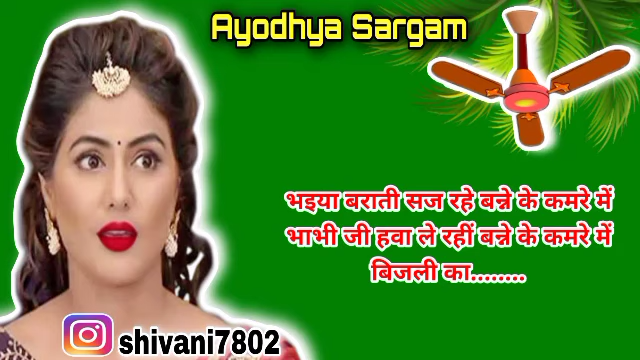 Ayodhya Sargam
भइया बराती सज रहे बन्ने के कमरे में
भाभी जी हवा ले रहीं बन्ने के कमरे में
बिजली का........
shivani7802